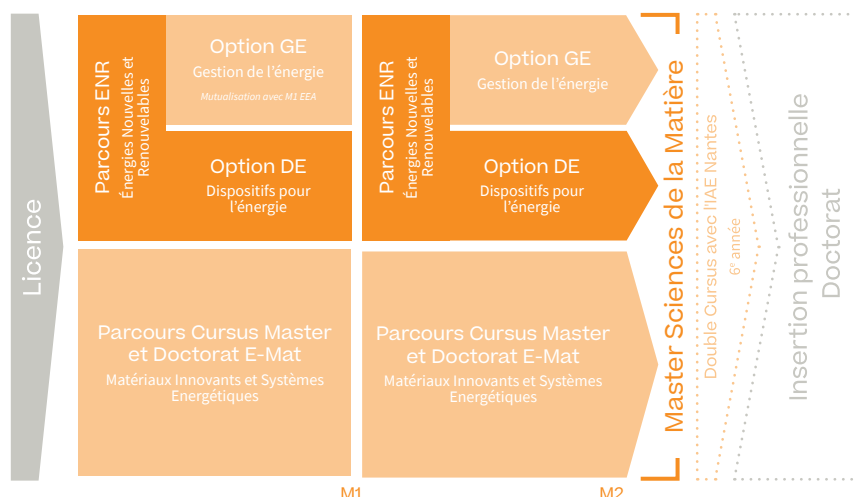 Licence
Parcours ENR
Énergies Nouvelles et
Renouvelables
Option GE
Gestion de l'énergie
Mutualisation avec M1 EEA
Option DE
Dispositifs pour
l'énergie
Parcours Cursus Master
et Doctorat E-Mat
Matériaux Innovants et Systèmes
Energétiques
M1
Parcours ENR
Énergies Nouvelles et
Renouvelables
Option GE
Gestion de l'énergie
Option DE
Dispositifs pour
l'énergie
Parcours Cursus Master
et Doctorat E-Mat
Matériaux Innovants et Systèmes
Energétiques
M2
Master Sciences de la Matière
Double Cursus avec l'IAE Nantes
6e année
Insertion professionnelle
Doctorat